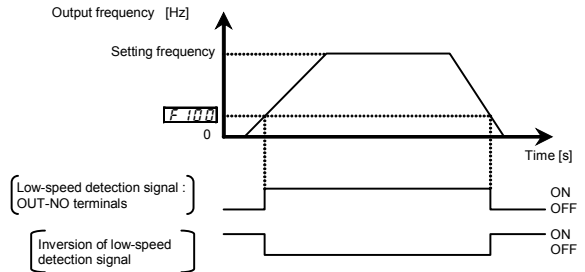 Output frequency [Hz]
Setting frequency
F100
0
Time [s]
Low-speed detection signal :
OUT-NO terminals
ON
OFF
Inversion of low-speed
detection signal
ON
OFF